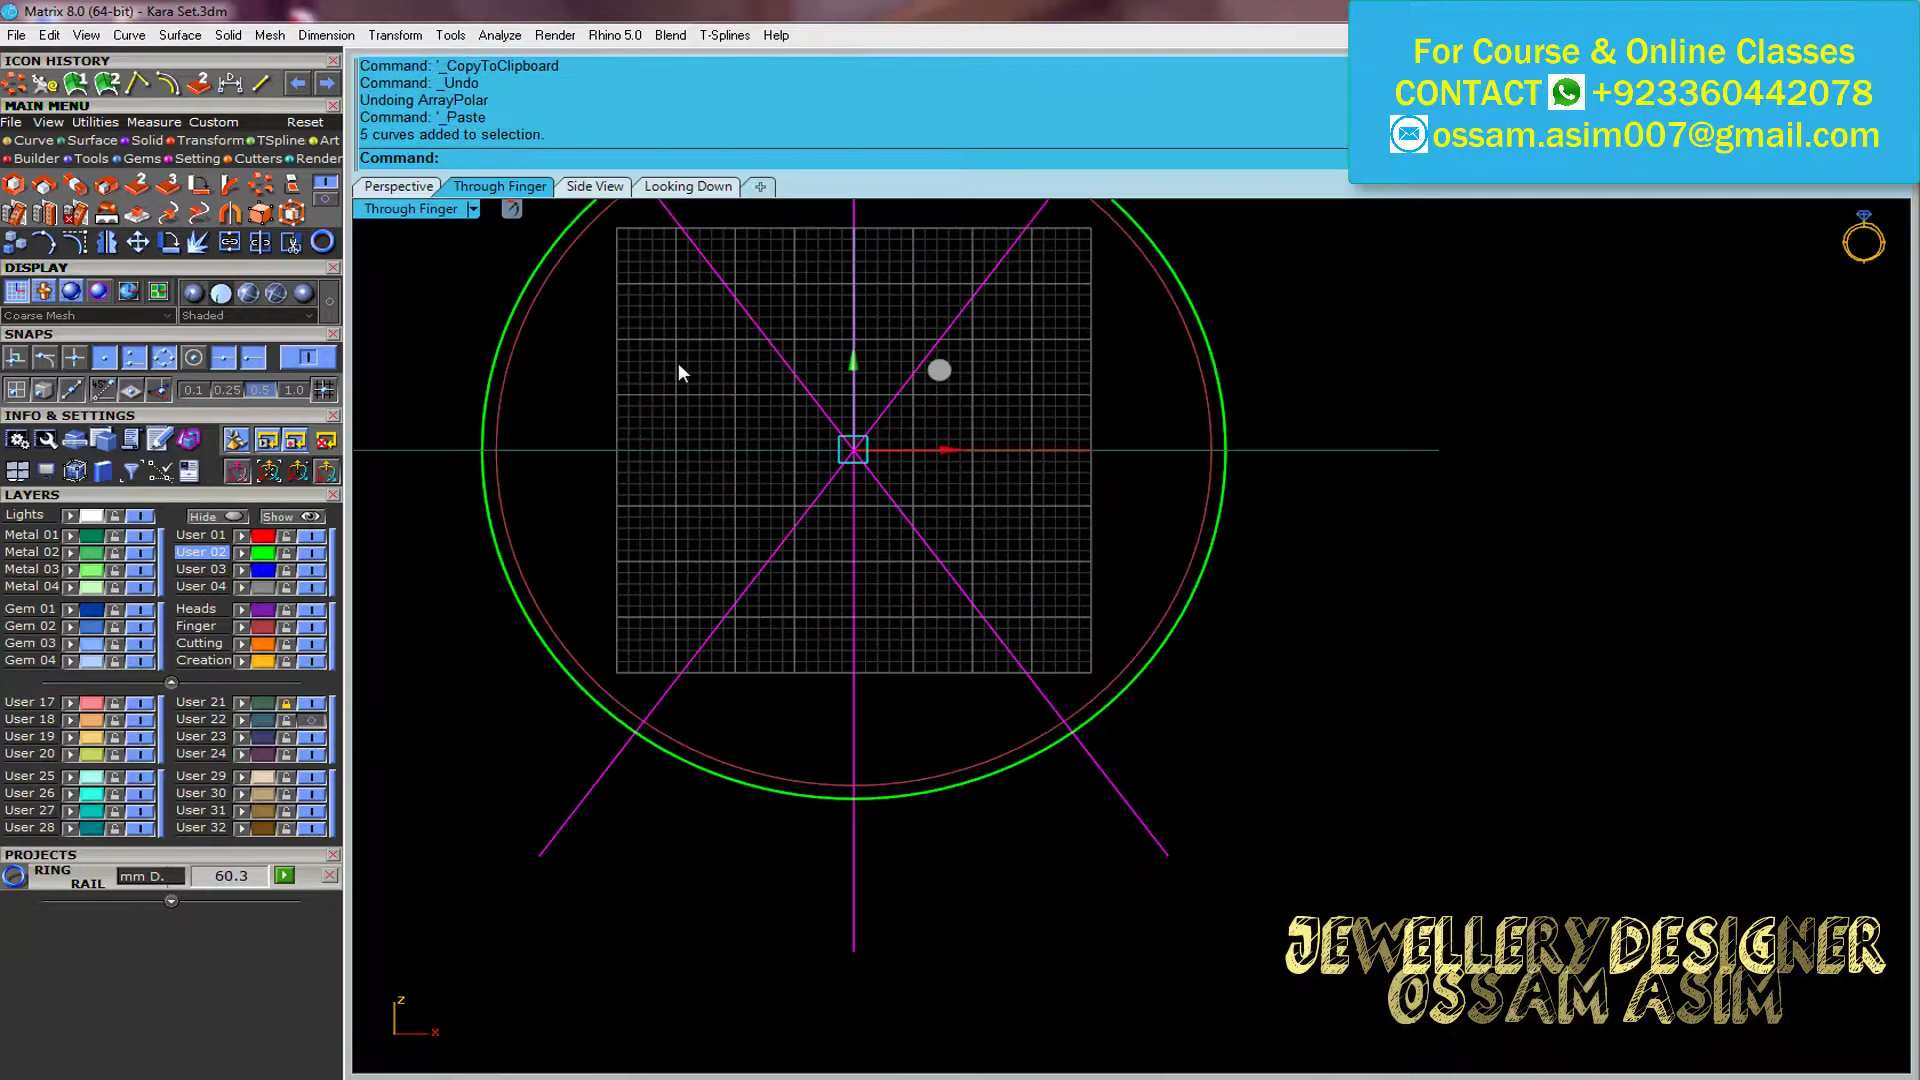 Matrix 8.0 (64-bit) - Kara Set.3dm
File Edit View Curve Surface Solid Mesh Dimension Transform Tools Analyze Render Rhino 5.0 Blend T-Splines Help
For Course & Online Classes
CONTACT +923360442078
ossam.asim007@gmail.com
ICON HISTORY
MAIN MENU
File View Utilities Measure Custom Reset
Curve Surface Solid Transform TSpline Art
Builder Tools Gems Setting Cutters Render
Command: '_CopyToClipboard
Command: _Undo
Undoing ArrayPolar
Command: '_Paste
5 curves added to selection.
Command:
Perspective Through Finger Side View Looking Down
Through Finger
DISPLAY
Coarse Mesh Shaded
SNAPS
0.1 0.25 0.5 1.0
INFO & SETTINGS
LAYERS
Lights Hide Show
Metal 01 User 01
Metal 02 User 02
Metal 03 User 03
Metal 04 User 04
Gem 01 Heads
Gem 02 Finger
Gem 03 Cutting
Gem 04 Creation
User 17 User 21
User 18 User 22
User 19 User 23
User 20 User 24
User 25 User 29
User 26 User 30
User 27 User 31
User 28 User 32
PROJECTS
RING RAIL mm D. 60.3
z
x
JEWELLERY DESIGNER
OSSAM ASIM